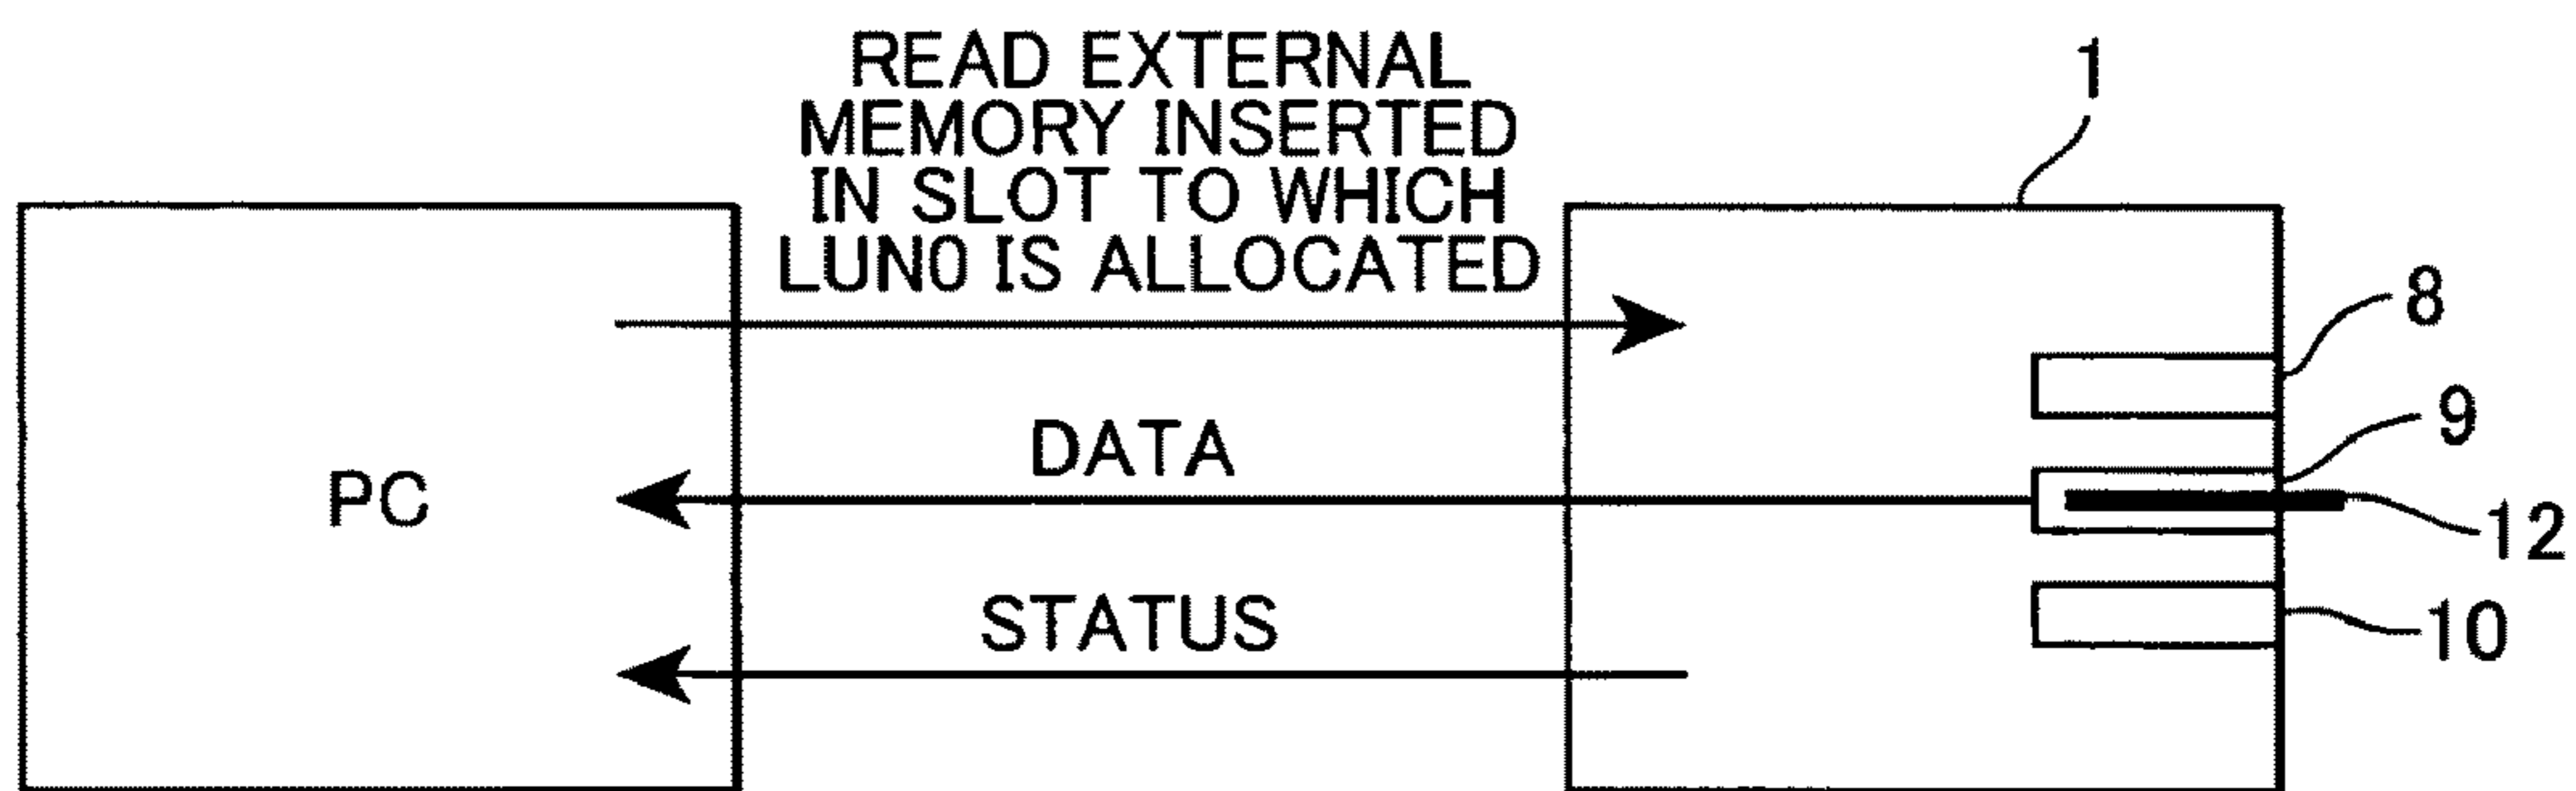 READ EXTERNAL
MEMORY INSERTED
IN SLOT TO WHICH
LUN0 IS ALLOCATED
1
8
DATA
9
PC
12
STATUS
10